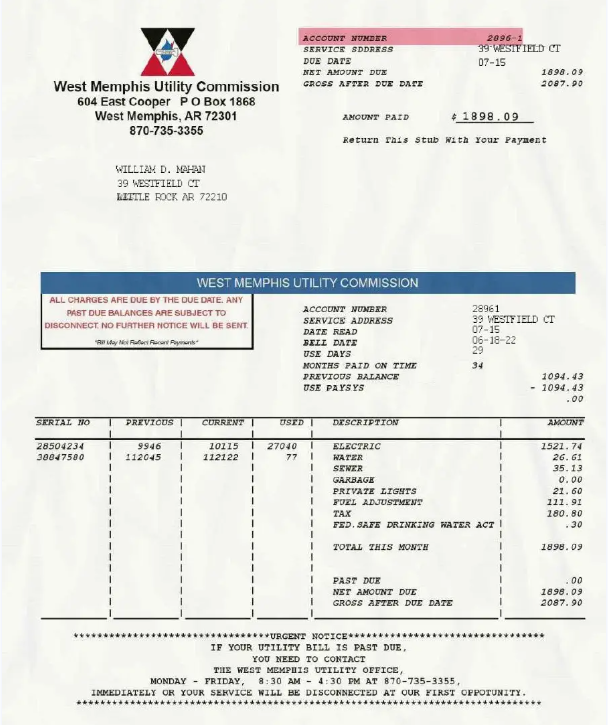 ACCOUNT NUMBER 2896-1
SERVICE SDDRESS 39 WESTFIELD CT
DUE DATE 07-15
NET AMOUNT DUE 1898.09
GROSS AFTER DUE DATE 2087.90
West Memphis Utility Commission
604 East Cooper P O Box 1868
West Memphis, AR 72301
870-735-3355
AMOUNT PAID $ 1898.09
Return This Stub With Your Payment
WILLIAM D. MAHAN
39 WESTFIELD CT
ROCK AR 72210
WEST MEMPHIS UTILITY COMMISSION
ALL CHARGES ARE DUE BY THE DUE DATE. ANY
PAST DUE BALANCES ARE SUBJECT TO
DISCONNECT. NO FURTHER NOTICE WILL BE SENT.
"Bill May Not Reflect Recent Payments"
ACCOUNT NUMBER 28961
SERVICE ADDRESS 39 WESTFIELD CT
DATE READ 07-15
BELL DATE 06-18-22
USE DAYS 29
MONTHS PAID ON TIME 34
PREVIOUS BALANCE 1094.43
USE PAYSYS - 1094.43
.00
SERIAL NO PREVIOUS CURRENT USED DESCRIPTION AMOUNT
28504234 9946 10115 27040 ELECTRIC 1521.74
38847580 112045 112122 77 WATER 26.61
SEWER 35.13
GARBAGE 0.00
PRIVATE LIGHTS 21.60
FUEL ADJUSTMENT 111.91
TAX 180.80
FED.SAFE DRINKING WATER ACT .30
TOTAL THIS MONTH 1898.09
PAST DUE .00
NET AMOUNT DUE 1898.09
GROSS AFTER DUE DATE 2087.90
*********************************URGENT NOTICE*********************************
IF YOUR UTILITY BILL IS PAST DUE,
YOU NEED TO CONTACT
THE WEST MEMPHIS UTILITY OFFICE,
MONDAY - FRIDAY, 8:30 AM - 4:30 PM AT 870-735-3355,
IMMEDIATELY OR YOUR SERVICE WILL BE DISCONNECTED AT OUR FIRST OPPOTUNITY.
******************************************************************************